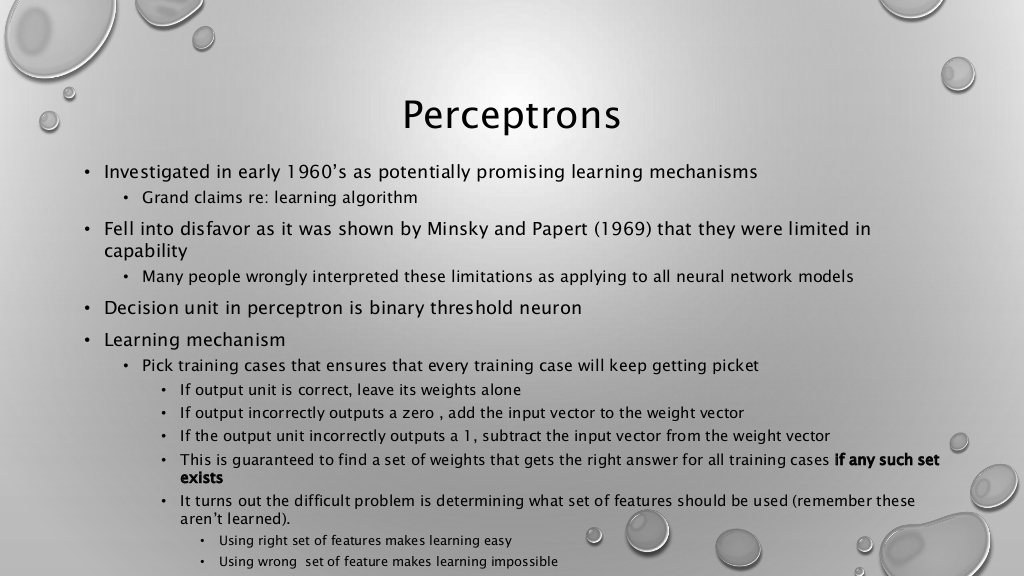 Perceptrons
• Investigated in early 1960’s as potentially promising learning mechanisms
• Grand claims re: learning algorithm
• Fell into disfavor as it was shown by Minsky and Papert (1969) that they were limited in
capability
• Many people wrongly interpreted these limitations as applying to all neural network models
• Decision unit in perceptron is binary threshold neuron
• Learning mechanism
• Pick training cases that ensures that every training case will keep getting picket
• If output unit is correct, leave its weights alone
• If output incorrectly outputs a zero , add the input vector to the weight vector
• If the output unit incorrectly outputs a 1, subtract the input vector from the weight vector
• This is guaranteed to find a set of weights that gets the right answer for all training cases if any such set
exists
• It turns out the difficult problem is determining what set of features should be used (remember these
aren’t learned).
• Using right set of features makes learning easy
• Using wrong  set of feature makes learning impossible